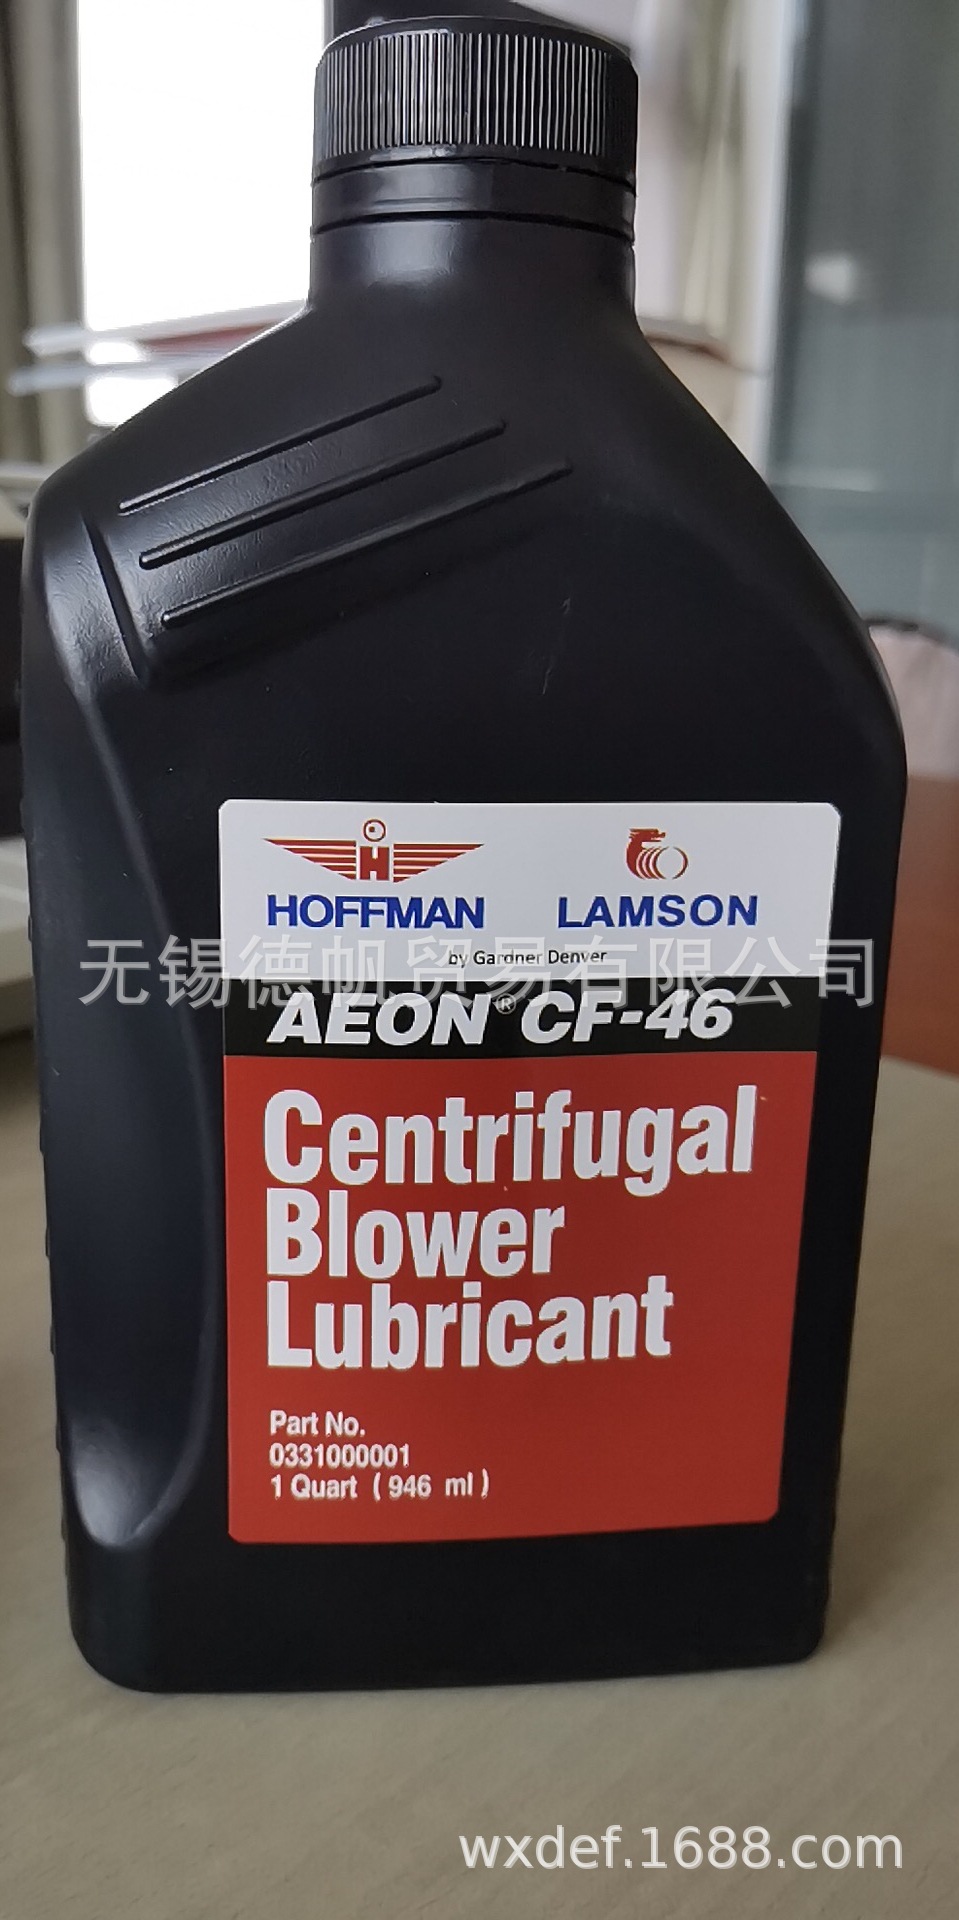 HOFFMAN LAMSON
by Gardner Denver
无锡德帆贸易有限公司
AEON® CF-46
Centrifugal
Blower
Lubricant
Part No.
0331000001
1 Quart (946 ml)
wxdef.1688.com